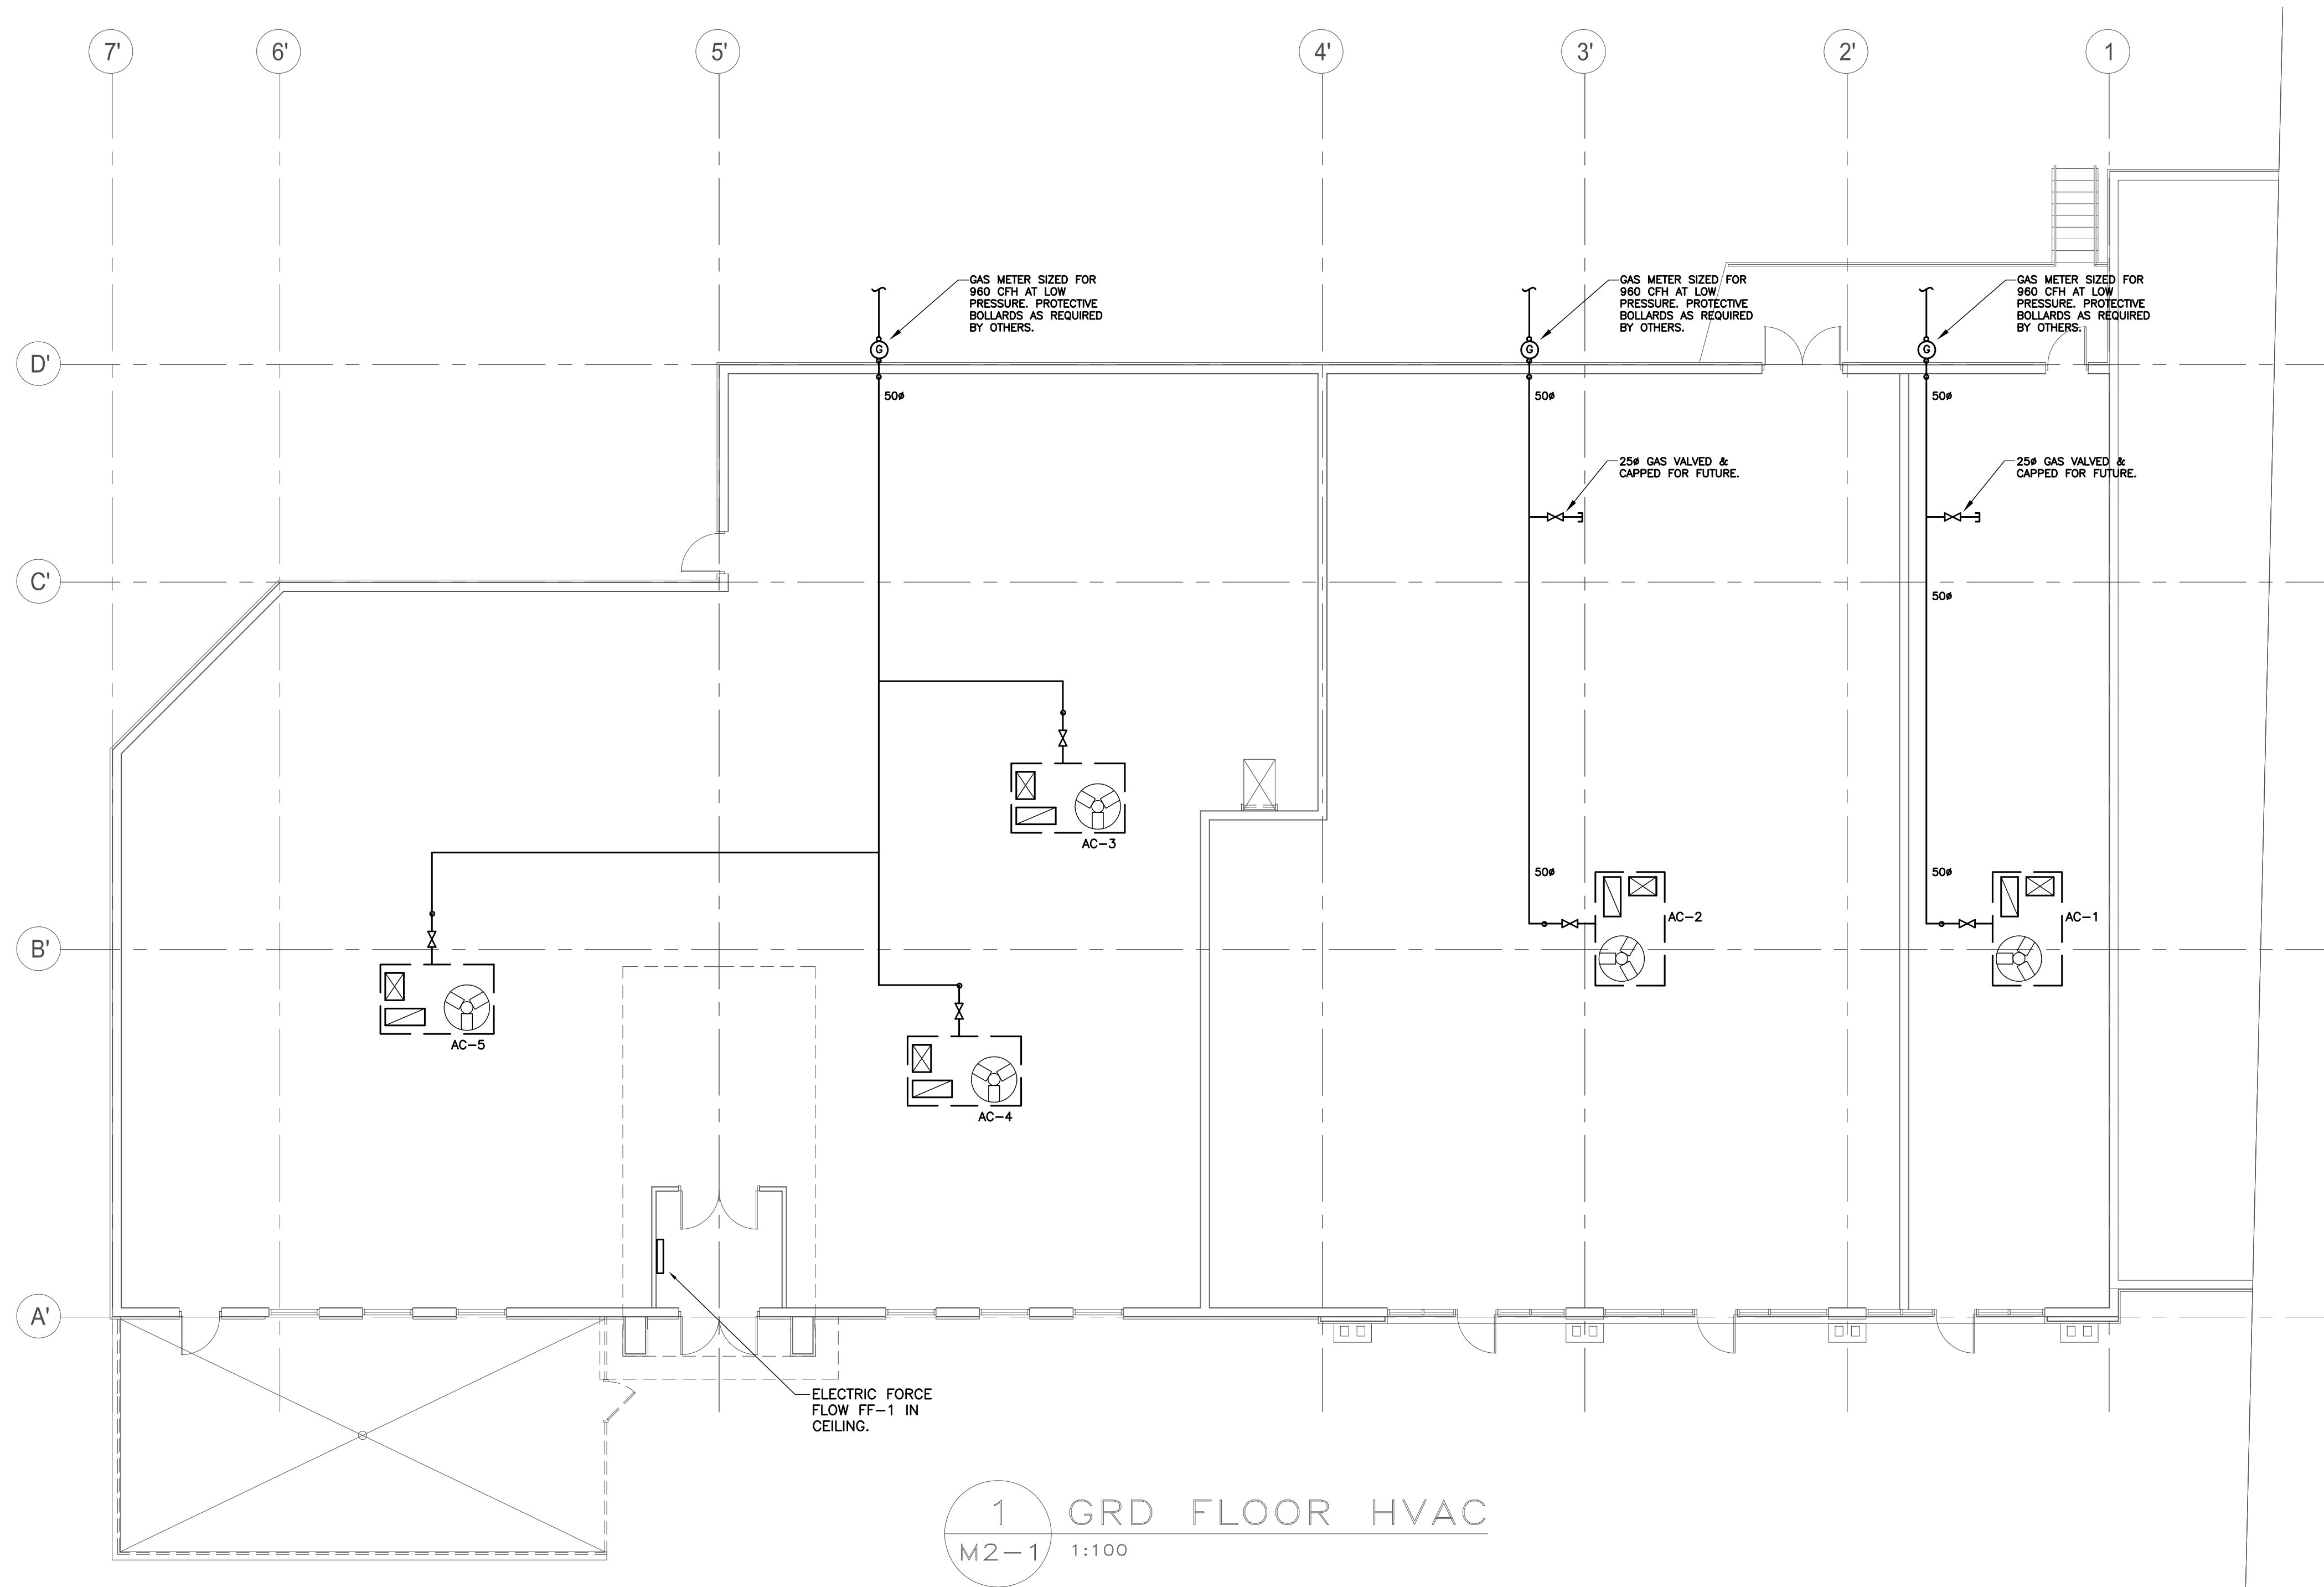 7'
6'
5'
4'
3'
2'
1
GAS METER SIZED FOR
960 CFH AT LOW
PRESSURE. PROTECTIVE
BOLLARDS AS REQUIRED
BY OTHERS.
GAS METER SIZED FOR
960 CFH AT LOW
PRESSURE. PROTECTIVE
BOLLARDS AS REQUIRED
BY OTHERS.
GAS METER SIZED FOR
960 CFH AT LOW
PRESSURE. PROTECTIVE
BOLLARDS AS REQUIRED
BY OTHERS.
G
G
G
D'
50ø
50ø
50ø
25ø GAS VALVED &
CAPPED FOR FUTURE.
25ø GAS VALVED &
CAPPED FOR FUTURE.
C'
50ø
AC-3
50ø
50ø
AC-2
AC-1
B'
AC-5
AC-4
A'
ELECTRIC FORCE
FLOW FF-1 IN
CEILING.
1
GRD FLOOR HVAC
M2-1
1:100